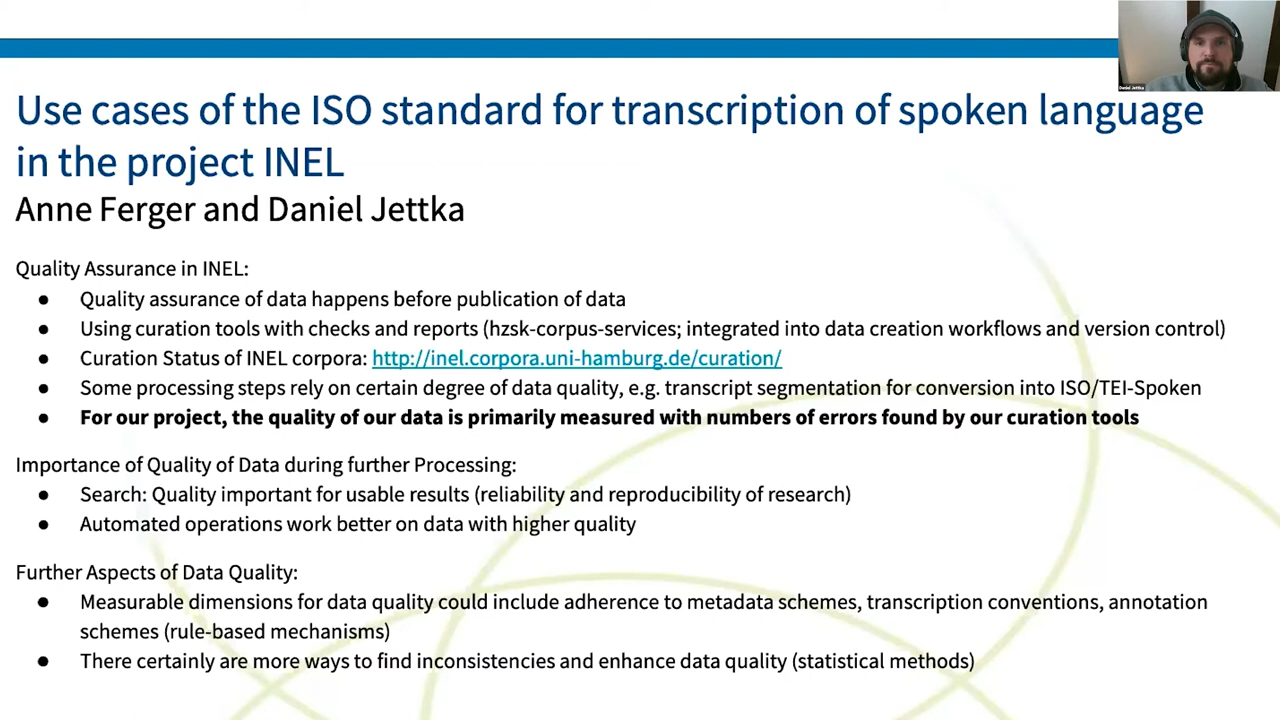 Daniel Jettka
Use cases of the ISO standard for transcription of spoken language
in the project INEL
Anne Ferger and Daniel Jettka
Quality Assurance in INEL:
● Quality assurance of data happens before publication of data
● Using curation tools with checks and reports (hzsk-corpus-services; integrated into data creation workflows and version control)
● Curation Status of INEL corpora: http://inel.corpora.uni-hamburg.de/curation/
● Some processing steps rely on certain degree of data quality, e.g. transcript segmentation for conversion into ISO/TEI-Spoken
● For our project, the quality of our data is primarily measured with numbers of errors found by our curation tools
Importance of Quality of Data during further Processing:
● Search: Quality important for usable results (reliability and reproducibility of research)
● Automated operations work better on data with higher quality
Further Aspects of Data Quality:
● Measurable dimensions for data quality could include adherence to metadata schemes, transcription conventions, annotation
schemes (rule-based mechanisms)
● There certainly are more ways to find inconsistencies and enhance data quality (statistical methods)